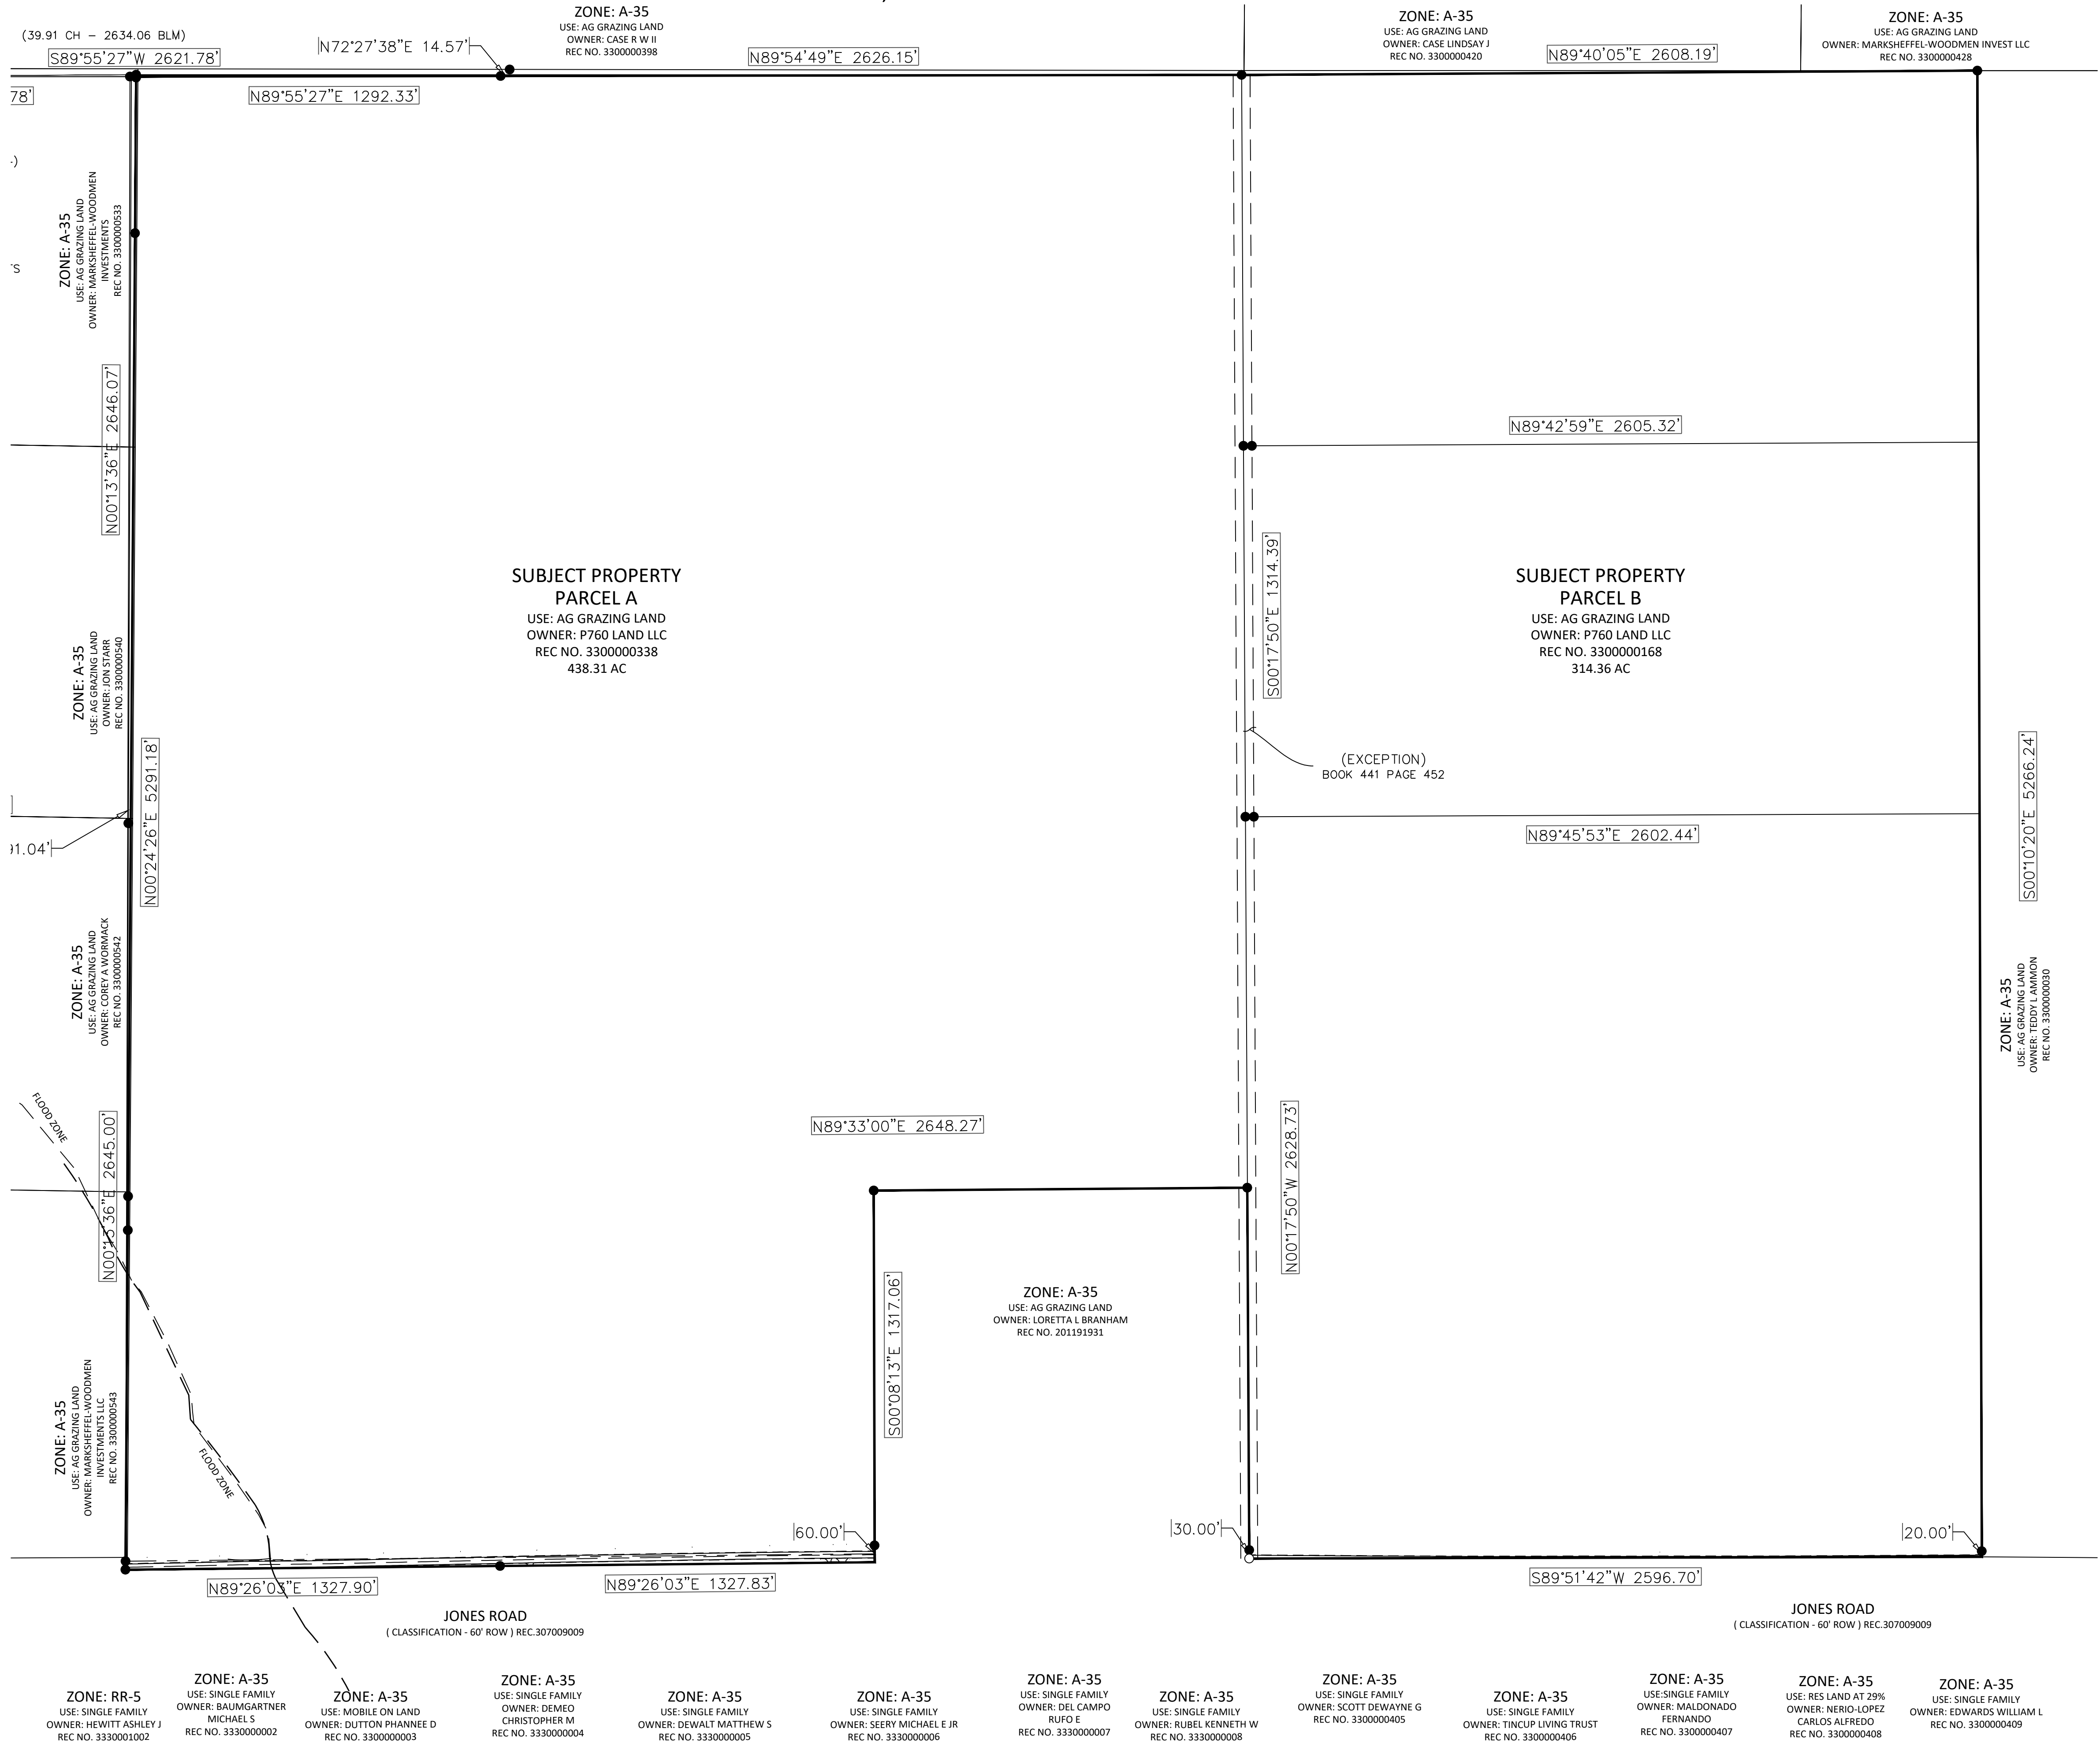 ZONE: A-35
USE: AG GRAZING LAND
OWNER: CASE R W II
REC NO. 3300000398
ZONE: A-35
USE: AG GRAZING LAND
OWNER: CASE LINDSAY J
REC NO. 3300000420
ZONE: A-35
USE: AG GRAZING LAND
OWNER: MARKSHEFFEL-WOODMEN INVEST LLC
REC NO. 3300000428
(39.91 CH – 2634.06 BLM)
S89°55'27"W 2621.78'
N72°27'38"E 14.57'
N89°54'49"E 2626.15'
N89°40'05"E 2608.19'
78'
N89°55'27"E 1292.33'
ZONE: A-35
USE: AG GRAZING LAND
OWNER: MARKSHEFFEL-WOODMEN
INVESTMENTS
REC NO. 3300000533
N00°13'36"E 2646.07'
N89°42'59"E 2605.32'
S00°17'50"E 1314.39'
SUBJECT PROPERTY
PARCEL A
USE: AG GRAZING LAND
OWNER: P760 LAND LLC
REC NO. 3300000338
438.31 AC
SUBJECT PROPERTY
PARCEL B
USE: AG GRAZING LAND
OWNER: P760 LAND LLC
REC NO. 3300000168
314.36 AC
ZONE: A-35
USE: AG GRAZING LAND
OWNER: JON STARR
REC NO. 3300000540
N00°24'26"E 5291.18'
(EXCEPTION)
BOOK 441 PAGE 452
S00°10'20"E 5266.24'
N89°45'53"E 2602.44'
91.04'
ZONE: A-35
USE: AG GRAZING LAND
OWNER: COREY A WORMACK
REC NO. 3300000542
ZONE: A-35
USE: AG GRAZING LAND
OWNER: TEDDY L AMMON
REC NO. 3300000030
FLOOD ZONE
N00°13'36"E 2645.00'
N89°33'00"E 2648.27'
N00°17'50"W 2628.73'
S00°08'13"E 1317.06'
ZONE: A-35
USE: AG GRAZING LAND
OWNER: LORETTA L BRANHAM
REC NO. 201191931
ZONE: A-35
USE: AG GRAZING LAND
OWNER: MARKSHEFFEL-WOODMEN
INVESTMENTS LLC
REC NO. 3300000543
FLOOD ZONE
60.00'
30.00'
20.00'
N89°26'03"E 1327.90'
N89°26'03"E 1327.83'
S89°51'42"W 2596.70'
JONES ROAD
( CLASSIFICATION - 60' ROW ) REC.307009009
JONES ROAD
( CLASSIFICATION - 60' ROW ) REC.307009009
ZONE: RR-5
USE: SINGLE FAMILY
OWNER: HEWITT ASHLEY J
REC NO. 3330001002
ZONE: A-35
USE: SINGLE FAMILY
OWNER: BAUMGARTNER
MICHAEL S
REC NO. 3330000002
ZONE: A-35
USE: MOBILE ON LAND
OWNER: DUTTON PHANNEE D
REC NO. 3300000003
ZONE: A-35
USE: SINGLE FAMILY
OWNER: DEMEO
CHRISTOPHER M
REC NO. 3330000004
ZONE: A-35
USE: SINGLE FAMILY
OWNER: DEWALT MATTHEW S
REC NO. 3330000005
ZONE: A-35
USE: SINGLE FAMILY
OWNER: SEERY MICHAEL E JR
REC NO. 3330000006
ZONE: A-35
USE: SINGLE FAMILY
OWNER: DEL CAMPO
RUFO E
REC NO. 3330000007
ZONE: A-35
USE: SINGLE FAMILY
OWNER: RUBEL KENNETH W
REC NO. 3330000008
ZONE: A-35
USE: SINGLE FAMILY
OWNER: SCOTT DEWAYNE G
REC NO. 3300000405
ZONE: A-35
USE: SINGLE FAMILY
OWNER: TINCUP LIVING TRUST
REC NO. 3300000406
ZONE: A-35
USE:SINGLE FAMILY
OWNER: MALDONADO
FERNANDO
REC NO. 3300000407
ZONE: A-35
USE: RES LAND AT 29%
OWNER: NERIO-LOPEZ
CARLOS ALFREDO
REC NO. 3300000408
ZONE: A-35
USE: SINGLE FAMILY
OWNER: EDWARDS WILLIAM L
REC NO. 3300000409